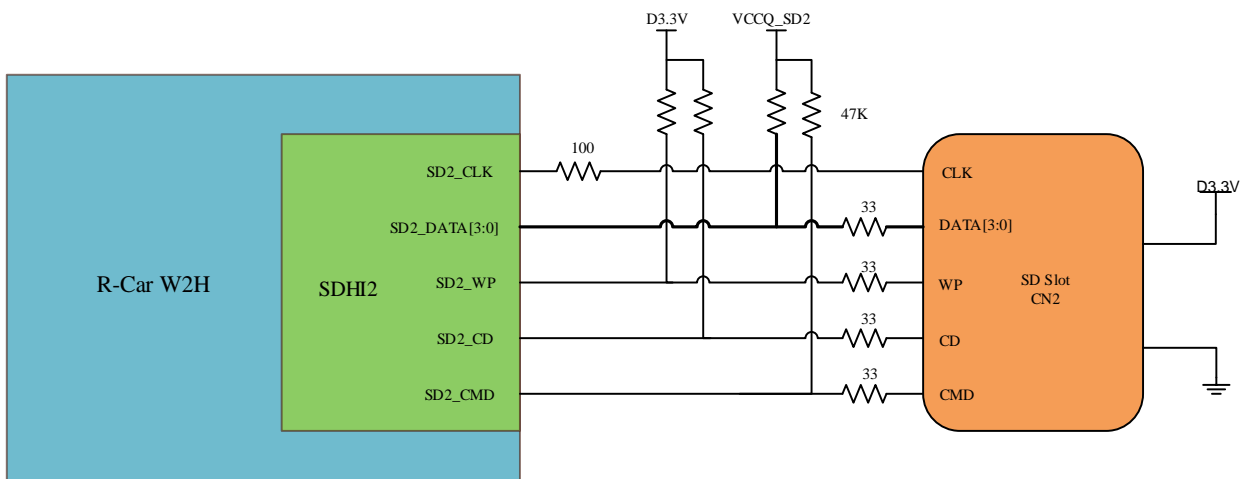 D3.3V
VCCQ_SD2
47K
100
SD2_CLK
CLK
D3.3V
33
SD2_DATA[3:0]
DATA[3:0]
R-Car W2H
SDHI2
SD2_WP
33
WP
SD Slot
CN2
SD2_CD
33
CD
SD2_CMD
33
CMD